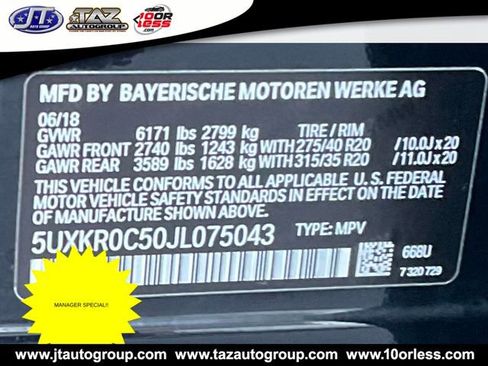 JT
AUTO GROUP
TAZ
AUTOGROUP
10OR
LESS
.COM
MFD BY BAYERISCHE MOTOREN WERKE AG
06/18
GVWR 6171 lbs 2799 kg TIRE / RIM
GAWR FRONT 2740 lbs 1243 kg WITH 275/40 R20 /10.0J x 20
GAWR REAR 3589 lbs 1628 kg WITH 315/35 R20 /11.0J x 20
THIS VEHICLE CONFORMS TO ALL APPLICABLE U. S. FEDERAL
MOTOR VEHICLE SAFETY STANDARDS IN EFFECT ON THE DATE
OF MANUFACTURE SHOWN ABOVE.
5UXKR0C50JL075043 TYPE: MPV
668U
7320729
MANAGER SPECIAL!!
www.jtautogroup.com www.tazautogroup.com www.10orless.com